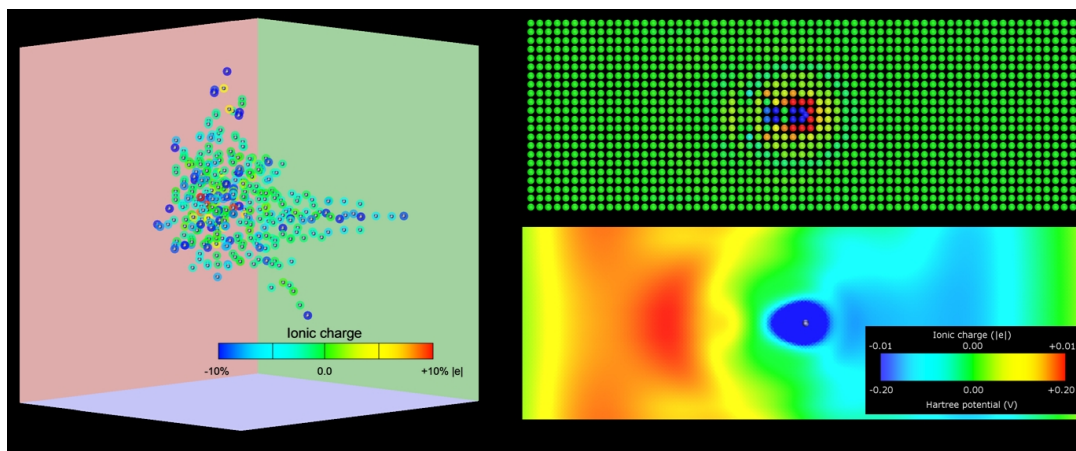 Ionic charge
-10%
0.0
+10% |e|
Ionic charge (|e|)
-0.01
0.00
+0.01
-0.20
0.00
+0.20
Hartree potential (V)